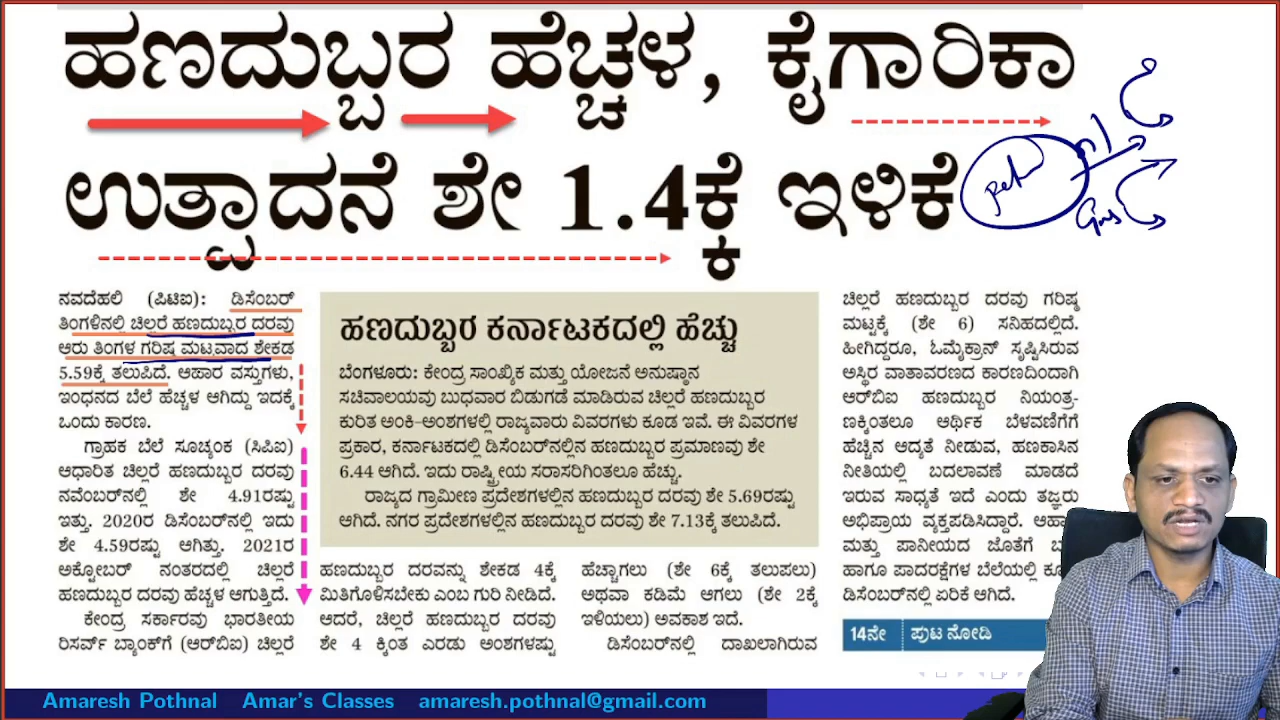 ಹಣದುಬ್ಬರ ಹೆಚ್ಚಳ, ಕೈಗಾರಿಕಾ
ಉತ್ಪಾದನೆ ಶೇ 1.4ಕ್ಕೆ ಇಳಿಕೆ
ನವದೆಹಲಿ (ಪಿಟಿಐ): ಡಿಸೆಂಬರ್
ತಿಂಗಳಿನಲ್ಲಿ ಚಿಲ್ಲರೆ ಹಣದುಬ್ಬರ ದರವು
ಆರು ತಿಂಗಳ ಗರಿಷ್ಠ ಮಟ್ಟವಾದ ಶೇಕಡ
5.59ಕ್ಕೆ ತಲುಪಿದೆ. ಆಹಾರ ವಸ್ತುಗಳು,
ಇಂಧನದ ಬೆಲೆ ಹೆಚ್ಚಳ ಆಗಿದ್ದು ಇದಕ್ಕೆ
ಒಂದು ಕಾರಣ.
ಗ್ರಾಹಕ ಬೆಲೆ ಸೂಚ್ಯಂಕ (ಸಿಪಿಐ)
ಆಧಾರಿತ ಚಿಲ್ಲರೆ ಹಣದುಬ್ಬರ ದರವು
ನವೆಂಬರ್‌ನಲ್ಲಿ ಶೇ 4.91ರಷ್ಟು
ಇತ್ತು. 2020ರ ಡಿಸೆಂಬರ್‌ನಲ್ಲಿ ಇದು
ಶೇ 4.59ರಷ್ಟು ಆಗಿತ್ತು. 2021ರ
ಅಕ್ಟೋಬರ್ ನಂತರದಲ್ಲಿ ಚಿಲ್ಲರೆ
ಹಣದುಬ್ಬರ ದರವು ಹೆಚ್ಚಳ ಆಗುತ್ತಿದೆ.
ಕೇಂದ್ರ ಸರ್ಕಾರವು ಭಾರತೀಯ
ರಿಸರ್ವ್ ಬ್ಯಾಂಕ್‌ಗೆ (ಆರ್‌ಬಿಐ) ಚಿಲ್ಲರೆ
ಹಣದುಬ್ಬರ ಕರ್ನಾಟಕದಲ್ಲಿ ಹೆಚ್ಚು
ಬೆಂಗಳೂರು: ಕೇಂದ್ರ ಸಾಂಖ್ಯಿಕ ಮತ್ತು ಯೋಜನೆ ಅನುಷ್ಠಾನ
ಸಚಿವಾಲಯವು ಬುಧವಾರ ಬಿಡುಗಡೆ ಮಾಡಿರುವ ಚಿಲ್ಲರೆ ಹಣದುಬ್ಬರ
ಕುರಿತ ಅಂಕಿ-ಅಂಶಗಳಲ್ಲಿ ರಾಜ್ಯವಾರು ವಿವರಗಳು ಕೂಡ ಇವೆ. ಈ ವಿವರಗಳ
ಪ್ರಕಾರ, ಕರ್ನಾಟಕದಲ್ಲಿ ಡಿಸೆಂಬರ್‌ನಲ್ಲಿನ ಹಣದುಬ್ಬರ ಪ್ರಮಾಣವು ಶೇ
6.44 ಆಗಿದೆ. ಇದು ರಾಷ್ಟ್ರೀಯ ಸರಾಸರಿಗಿಂತಲೂ ಹೆಚ್ಚು.
ರಾಜ್ಯದ ಗ್ರಾಮೀಣ ಪ್ರದೇಶಗಳಲ್ಲಿನ ಹಣದುಬ್ಬರ ದರವು ಶೇ 5.69ರಷ್ಟು
ಆಗಿದೆ. ನಗರ ಪ್ರದೇಶಗಳಲ್ಲಿನ ಹಣದುಬ್ಬರ ದರವು ಶೇ 7.13ಕ್ಕೆ ತಲುಪಿದೆ.
ಹಣದುಬ್ಬರ ದರವನ್ನು ಶೇಕಡ 4ಕ್ಕೆ
ಮಿತಿಗೊಳಿಸಬೇಕು ಎಂಬ ಗುರಿ ನೀಡಿದೆ.
ಆದರೆ, ಚಿಲ್ಲರೆ ಹಣದುಬ್ಬರ ದರವು
ಶೇ 4 ಕ್ಕಿಂತ ಎರಡು ಅಂಶಗಳಷ್ಟು
ಹೆಚ್ಚಾಗಲು (ಶೇ 6ಕ್ಕೆ ತಲುಪಲು)
ಅಥವಾ ಕಡಿಮೆ ಆಗಲು (ಶೇ 2ಕ್ಕೆ
ಇಳಿಯಲು) ಅವಕಾಶ ಇದೆ.
ಡಿಸೆಂಬರ್‌ನಲ್ಲಿ ದಾಖಲಾಗಿರುವ
ಚಿಲ್ಲರೆ ಹಣದುಬ್ಬರ ದರವು ಗರಿಷ್ಠ
ಮಟ್ಟಕ್ಕೆ (ಶೇ 6) ಸನಿಹದಲ್ಲಿದೆ.
ಹೀಗಿದ್ದರೂ, ಓಮೈಕ್ರಾನ್ ಸೃಷ್ಟಿಸಿರುವ
ಅಸ್ಥಿರ ವಾತಾವರಣದ ಕಾರಣದಿಂದಾಗಿ
ಆರ್‌ಬಿಐ ಹಣದುಬ್ಬರ ನಿಯಂತ್ರ-
ಣಕ್ಕಿಂತಲೂ ಆರ್ಥಿಕ ಬೆಳವಣಿಗೆಗೆ
ಹೆಚ್ಚಿನ ಆದ್ಯತೆ ನೀಡುವ, ಹಣಕಾಸಿನ
ನೀತಿಯಲ್ಲಿ ಬದಲಾವಣೆ ಮಾಡದೆ
ಇರುವ ಸಾಧ್ಯತೆ ಇದೆ ಎಂದು ತಜ್ಞರು
ಅಭಿಪ್ರಾಯ ವ್ಯಕ್ತಪಡಿಸಿದ್ದಾರೆ.
ಮತ್ತು ಪಾನೀಯದ ಜೊತೆಗೆ
ಹಾಗೂ ಪಾದರಕ್ಷೆಗಳ ಬೆಲೆಯಲ್ಲಿ
ಡಿಸೆಂಬರ್‌ನಲ್ಲಿ ಏರಿಕೆ ಆಗಿದೆ.
14ನೇ ಪುಟ ನೋಡಿ
Amaresh Pothnal Amar's Classes amaresh.pothnal@gmail.com